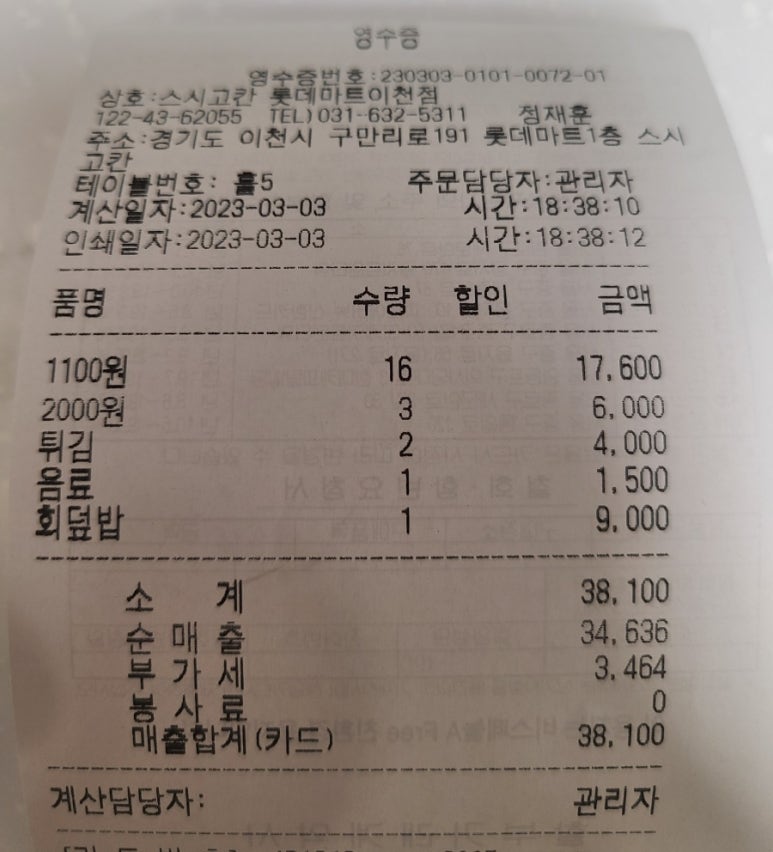 영수증
영수증번호:230303-0101-0072-01
상호:스시고칸 롯데마트이천점
122-43-62055 TEL)031-632-5311 정재훈
주소:경기도 이천시 구만리로191 롯데마트1층 스시
고칸
테이블번호: 홀5 주문담당자:관리자
계산일자:2023-03-03 시간:18:38:10
인쇄일자:2023-03-03 시간:18:38:12
품명 수량 할인 금액
1100원 16 17,600
2000원 3 6,000
튀김 2 4,000
음료 1 1,500
회덮밥 1 9,000
소 계 38,100
순 매 출 34,636
부 가 세 3,464
봉 사 료 0
매출합계(카드) 38,100
계산담당자: 관리자